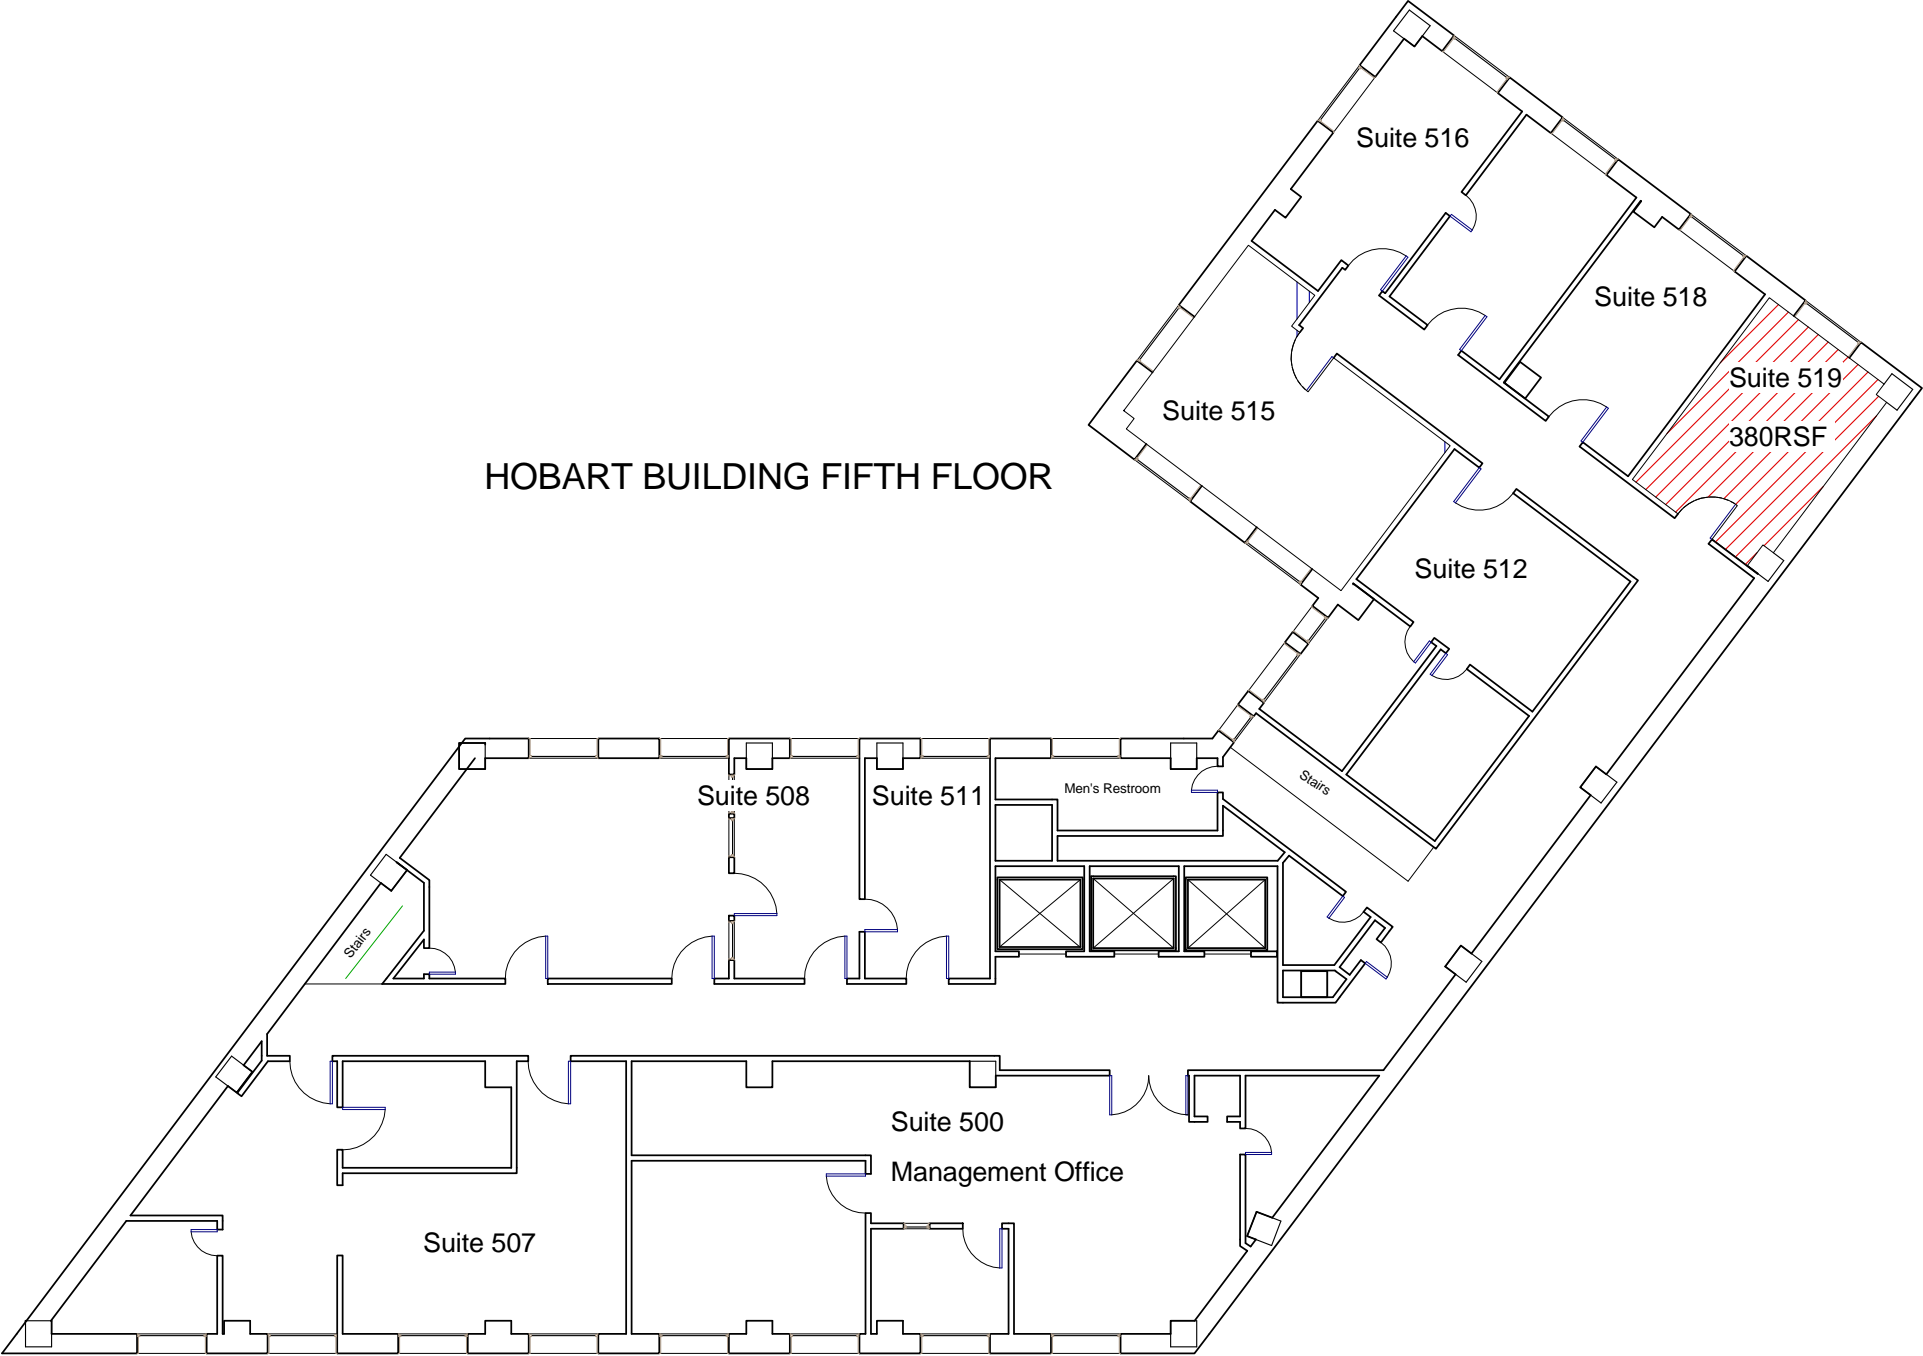 Suite 516
Suite 518
Suite 519
380RSF
Suite 515
HOBART BUILDING FIFTH FLOOR
Suite 512
Suite 508
Suite 511
Men's Restroom
Stairs
Stairs
Suite 500
Management Office
Suite 507